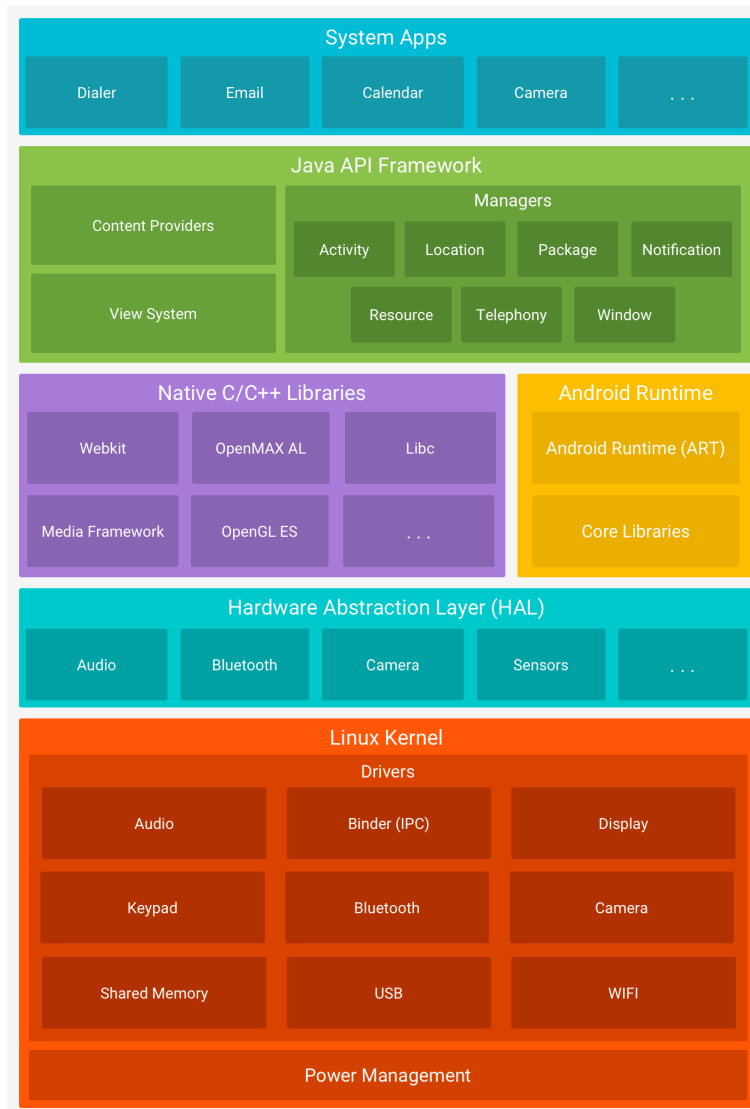 System Apps
Dialer
Email
Calendar
Camera
. . .
Java API Framework
Content Providers
View System
Managers
Activity
Location
Package
Notification
Resource
Telephony
Window
Native C/C++ Libraries
Webkit
OpenMAX AL
Libc
Media Framework
OpenGL ES
. . .
Android Runtime
Android Runtime (ART)
Core Libraries
Hardware Abstraction Layer (HAL)
Audio
Bluetooth
Camera
Sensors
. . .
Linux Kernel
Drivers
Audio
Binder (IPC)
Display
Keypad
Bluetooth
Camera
Shared Memory
USB
WIFI
Power Management